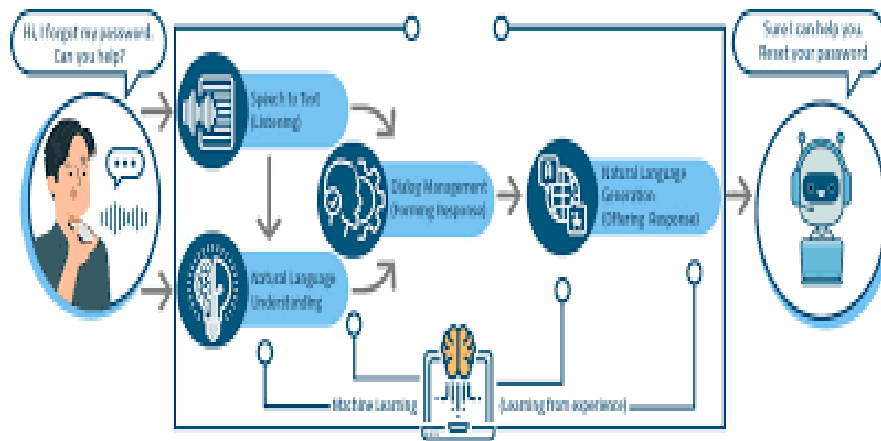 Hi, I forgot my password.
Can you help?
Sure I can help you.
Reset your password
Speech to Text
(Listening)
Dialog Management
(Forming Response)
Natural Language
Generation
(Offering Response)
Natural Language
Understanding
Machine Learning
(Learning from experience)